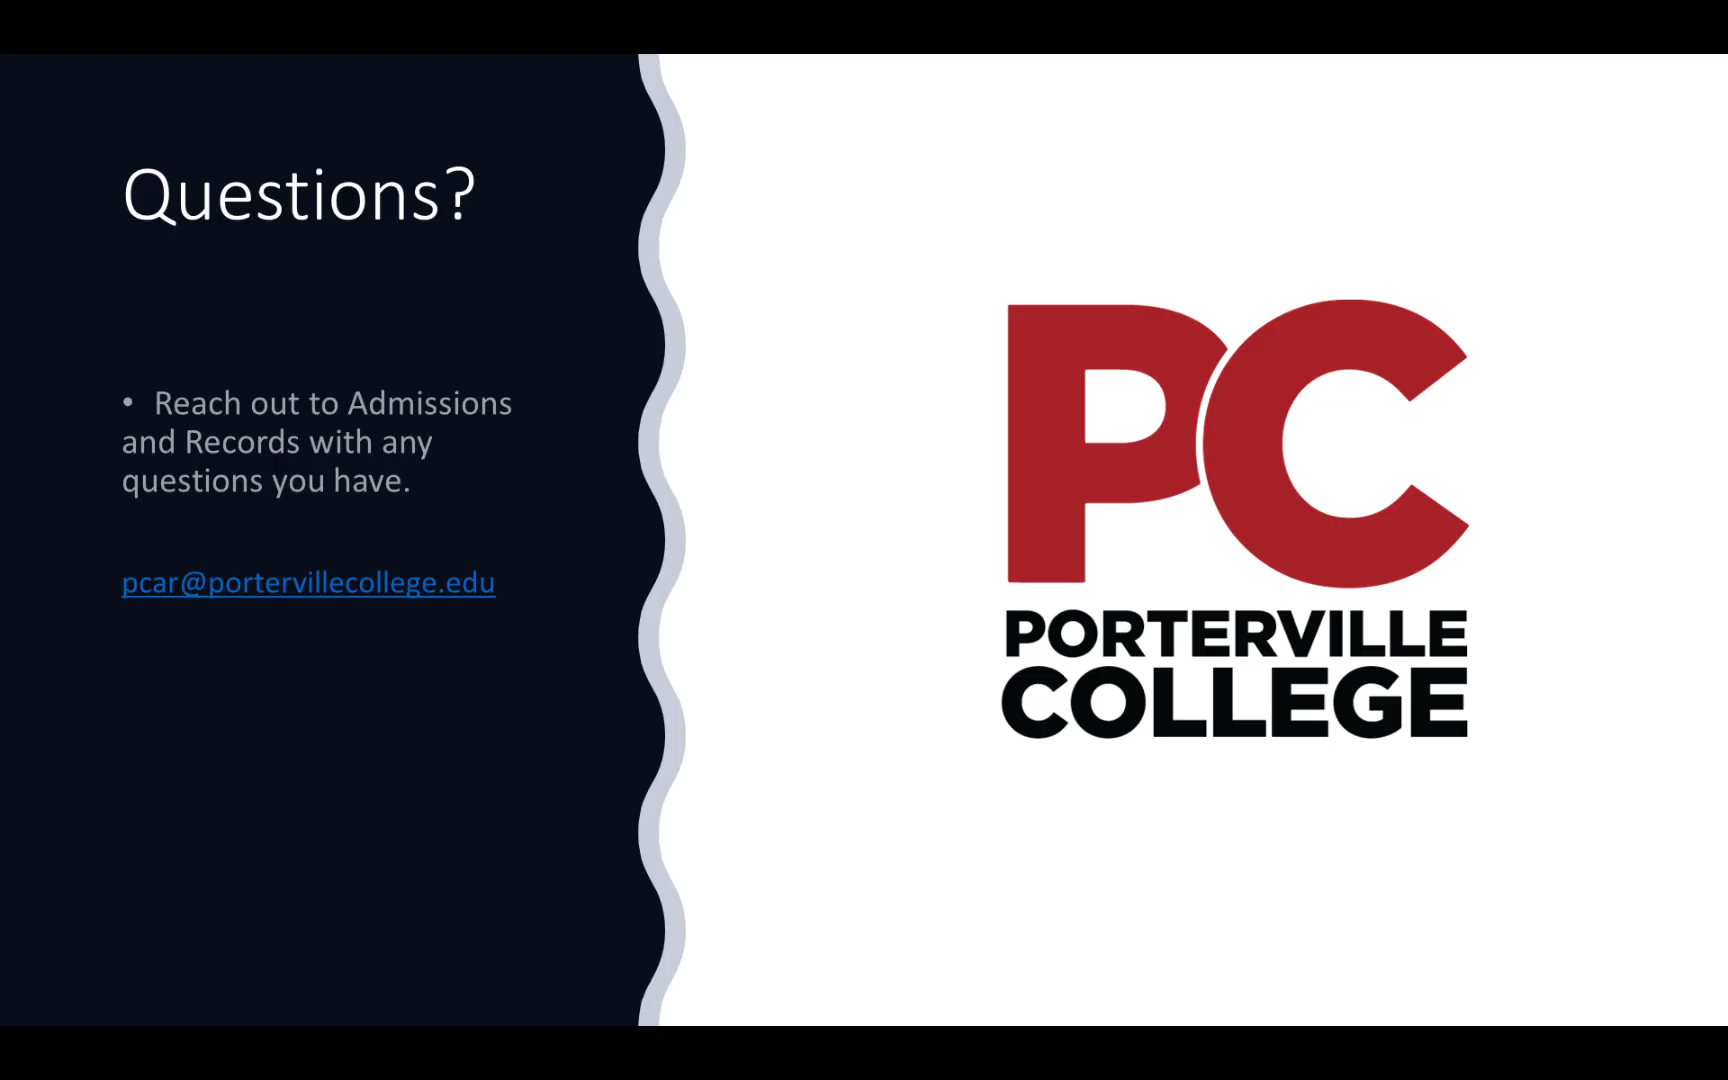 Questions?
• Reach out to Admissions
and Records with any
questions you have.
pcar@portervillecollege.edu
PC
PORTERVILLE
COLLEGE